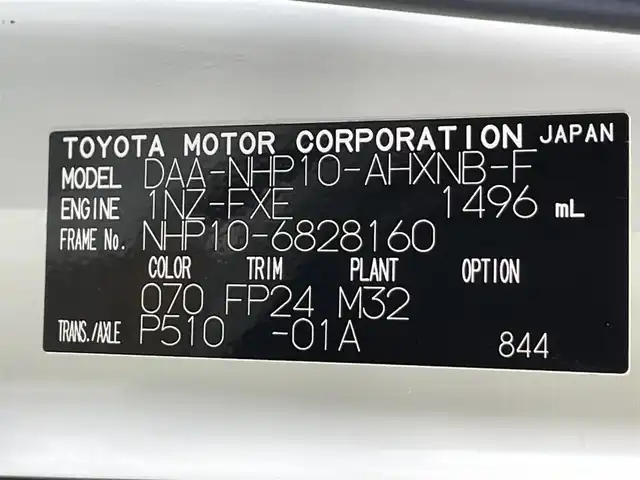 TOYOTA MOTOR CORPORATION JAPAN
MODEL DAA-NHP10-AHXNB-F
ENGINE 1NZ-FXE 1496 mL
FRAME No. NHP10-6828160
COLOR TRIM PLANT OPTION
070 FP24 M32
TRANS./AXLE P510 -01A 844